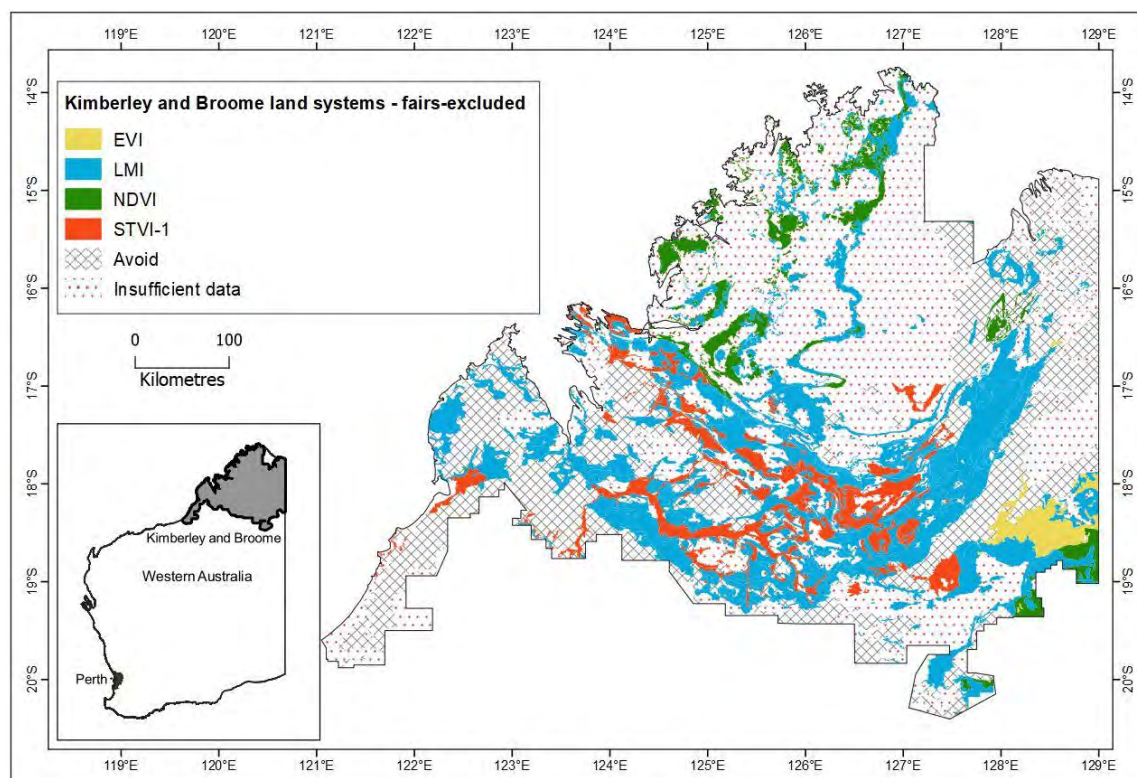 119°E 120°E 121°E 122°E 123°E 124°E 125°E 126°E 127°E 128°E 129°E
14°S
15°S
16°S
17°S
18°S
19°S
20°S
Kimberley and Broome land systems - fairs-excluded
EVI
LMI
NDVI
STVI-1
Avoid
Insufficient data
0 100
Kilometres
Kimberley and Broome
Western Australia
Perth
14°S
15°S
16°S
17°S
18°S
19°S
20°S
119°E 120°E 121°E 122°E 123°E 124°E 125°E 126°E 127°E 128°E 129°E